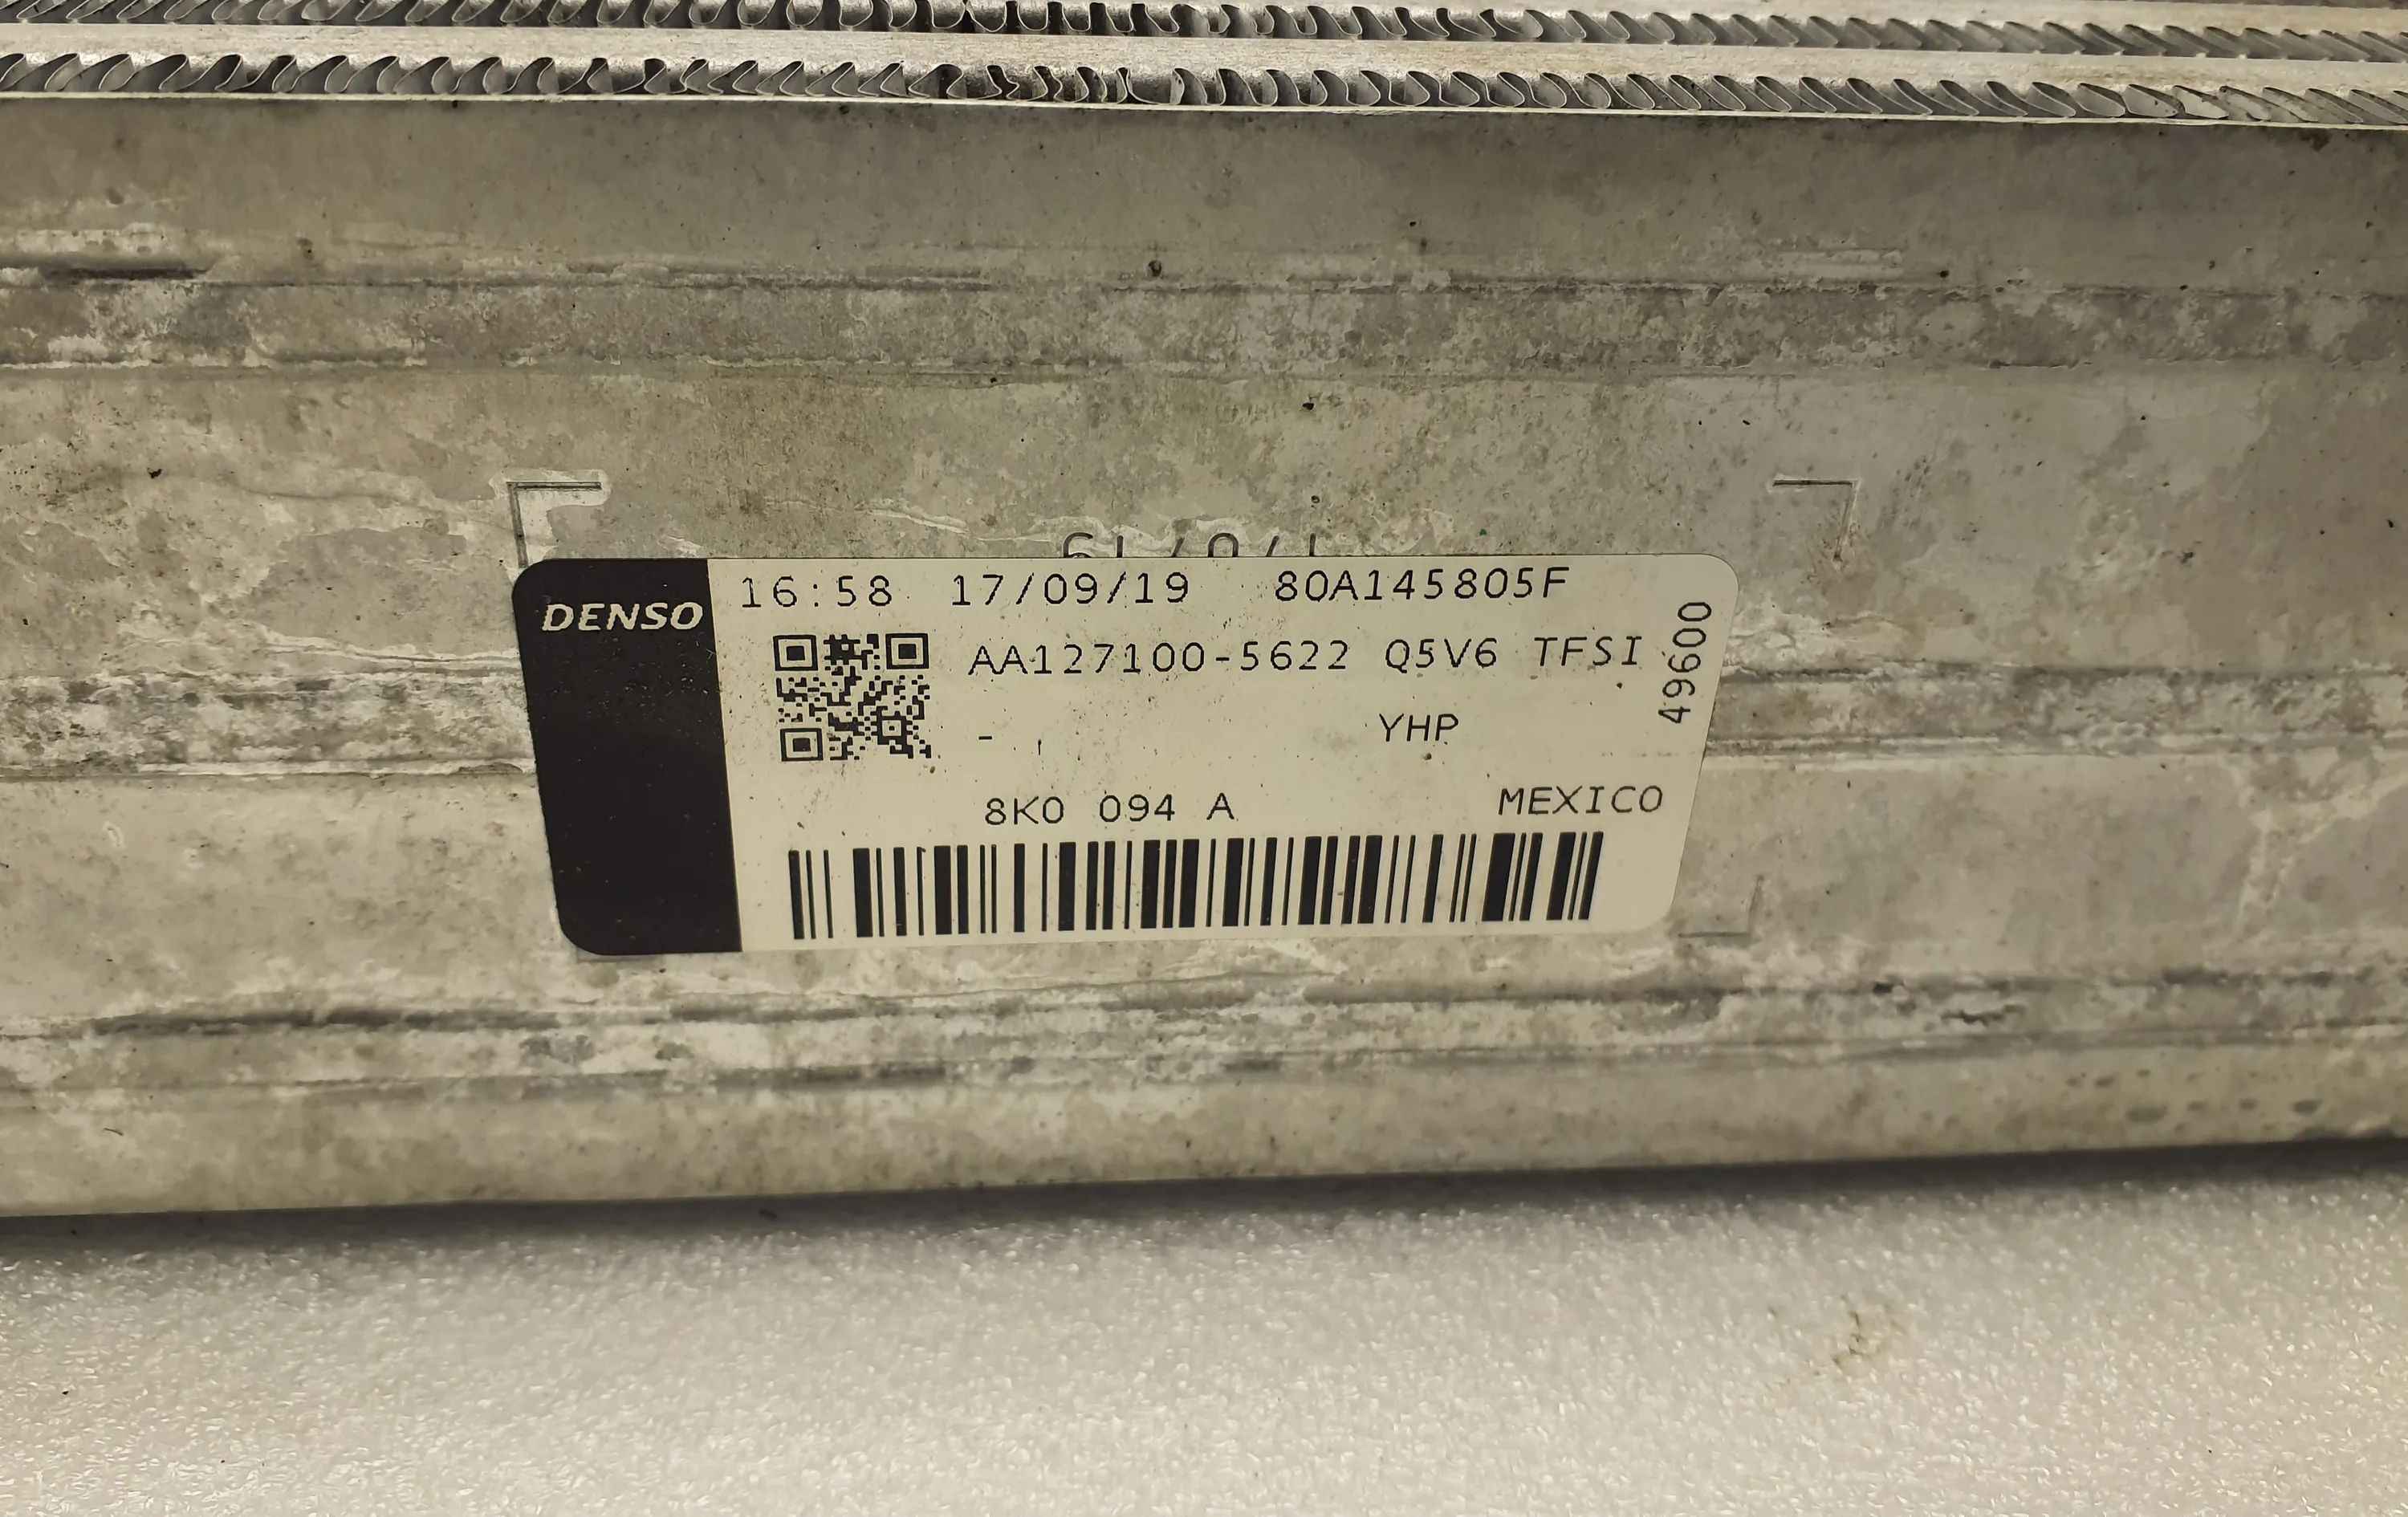 DENSO
16:58 17/09/19 80A145805F
AA127100-5622 Q5V6 TFSI
49600
- YHP
8K0 094 A MEXICO